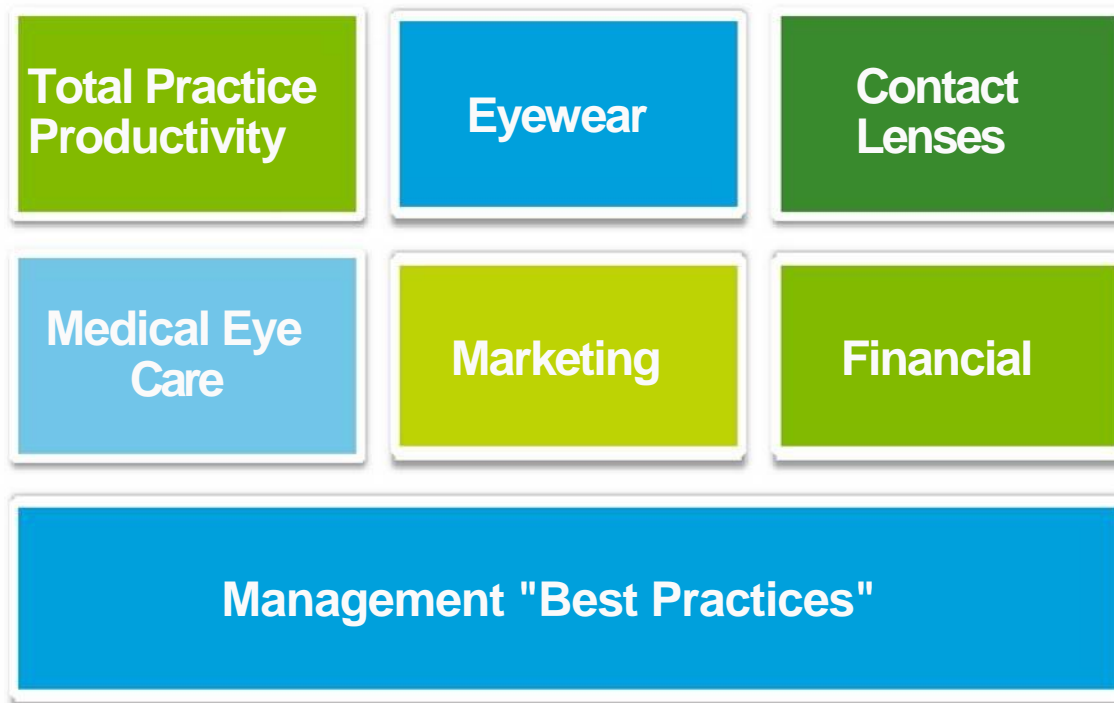 Total Practice
Productivity
Eyewear
Contact
Lenses
Medical Eye
Care
Marketing
Financial
Management "Best Practices"